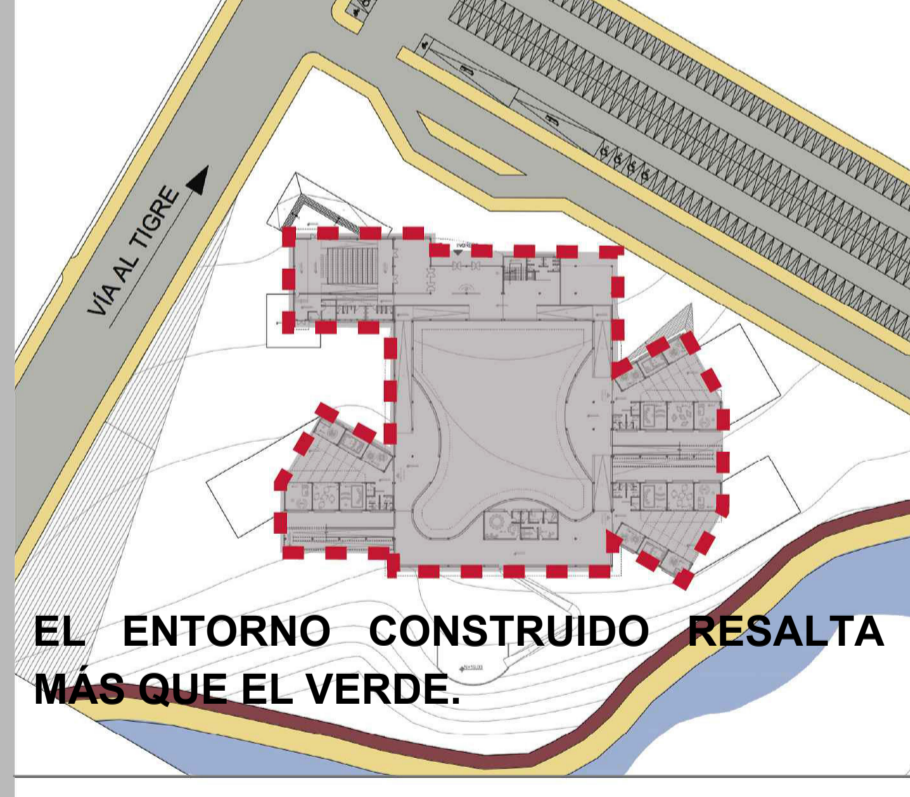 VÍA AL TIGRE
EL ENTORNO CONSTRUIDO RESALTA
MÁS QUE EL VERDE.